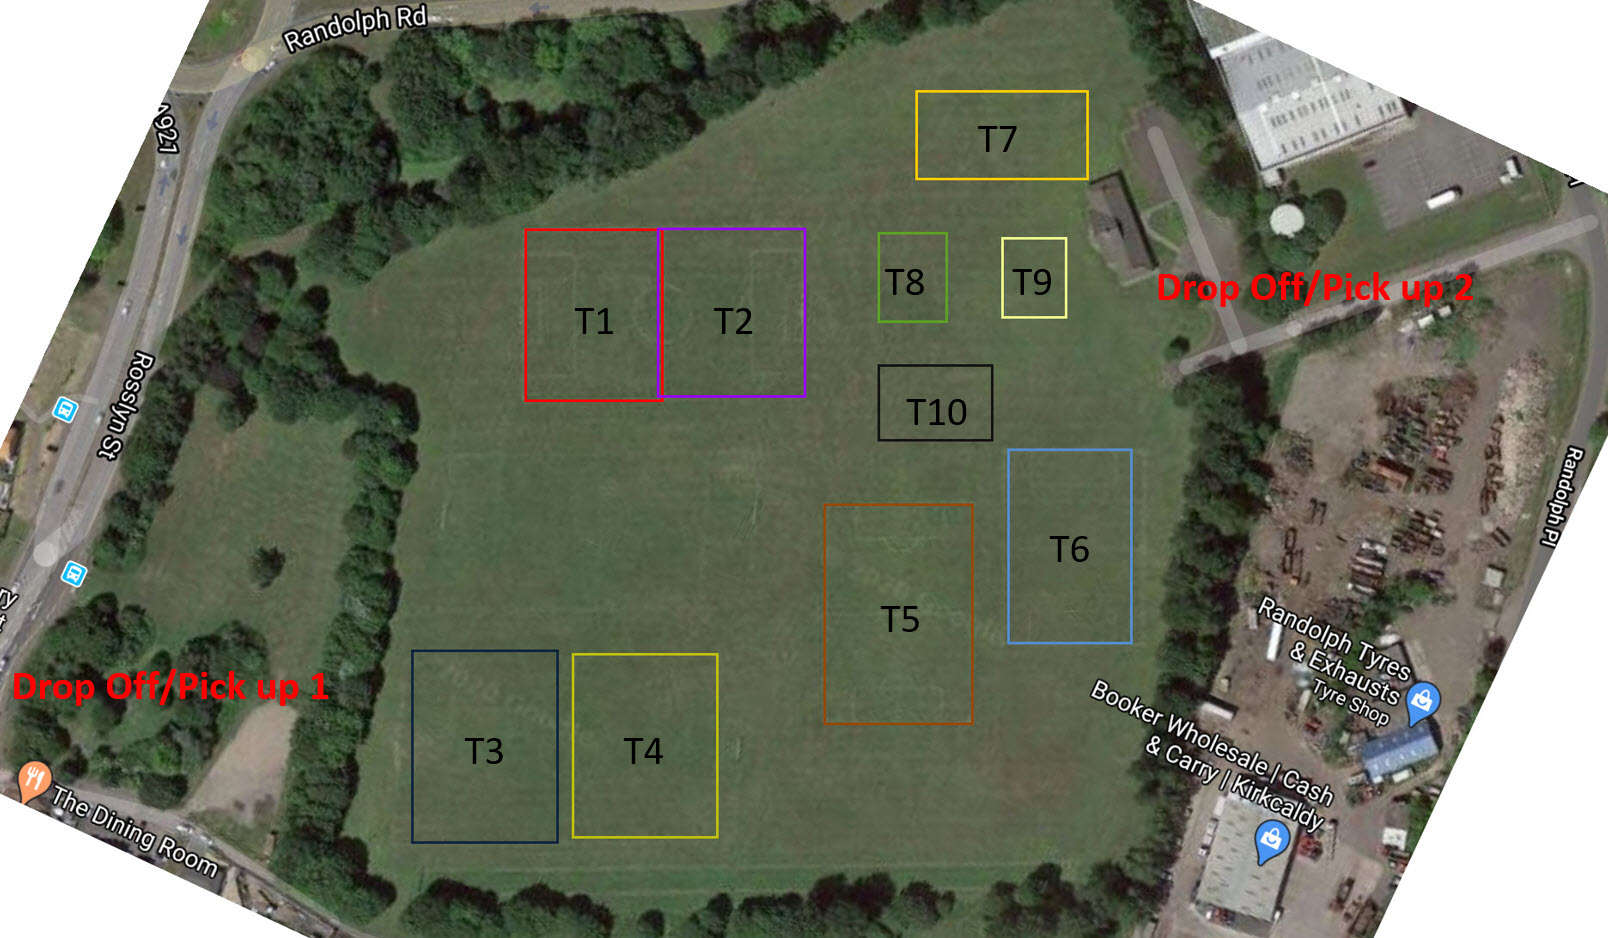 Randolph Rd
A921
T7
T8
T9
T1
T2
Drop Off/Pick up 2
Rosslyn St
T10
Randolph Pl
T6
T5
Randolph Tyres
& Exhausts
Tyre Shop
Drop Off/Pick up 1
T3
T4
Booker Wholesale | Cash
& Carry | Kirkcaldy
The Dining Room